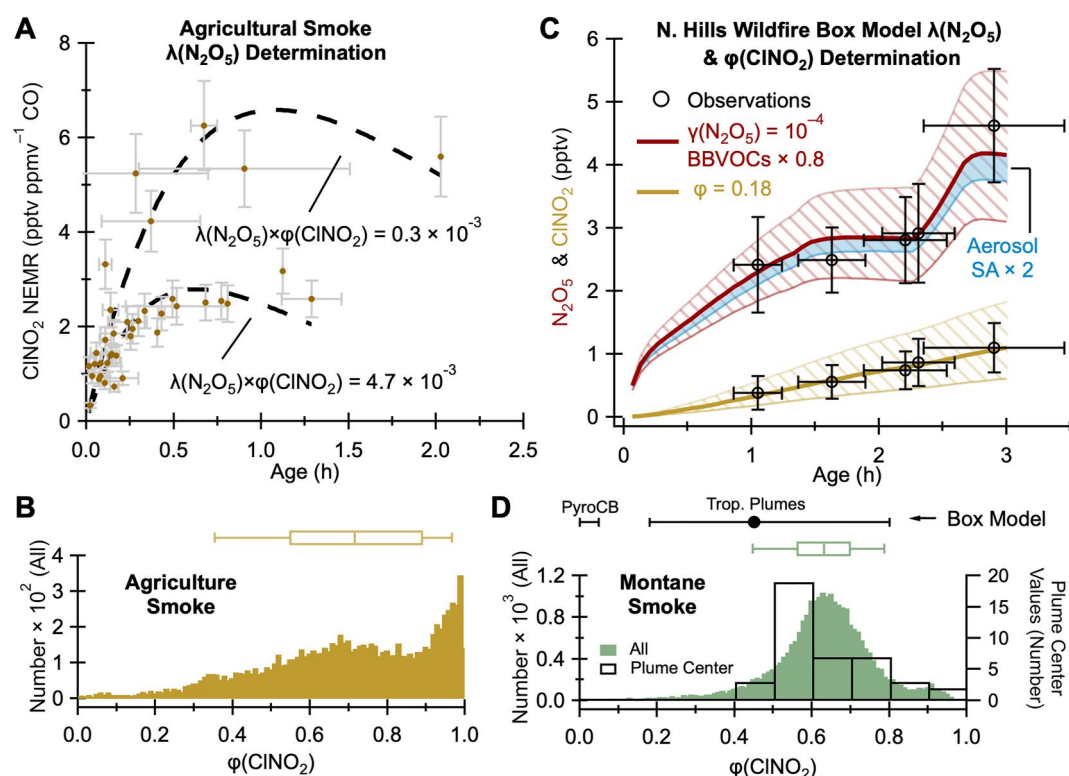 A
Agricultural Smoke
λ(N₂O₅) Determination
8
6
4
2
0
ClNO₂ NEMR (pptv ppmv⁻¹ CO)
λ(N₂O₅)×φ(ClNO₂) = 0.3 × 10⁻³
λ(N₂O₅)×φ(ClNO₂) = 4.7 × 10⁻³
0.0 0.5 1.0 1.5 2.0 2.5
Age (h)
C
N. Hills Wildfire Box Model λ(N₂O₅)
& φ(ClNO₂) Determination
6
5
4
3
2
1
0
N₂O₅ & ClNO₂ (pptv)
Observations
γ(N₂O₅) = 10⁻⁴
BBVOCs × 0.8
φ = 0.18
Aerosol
SA × 2
0 1 2 3
Age (h)
B
4
3
2
1
0
Number × 10² (All)
Agriculture
Smoke
0.0 0.2 0.4 0.6 0.8 1.0
φ(ClNO₂)
D
PyroCB
Trop. Plumes
Box Model
1.2
0.8
0.4
0.0
Number × 10³ (All)
Montane
Smoke
All
Plume Center
20
15
10
5
0
Plume Center
Values (Number)
0.0 0.2 0.4 0.6 0.8 1.0
φ(ClNO₂)